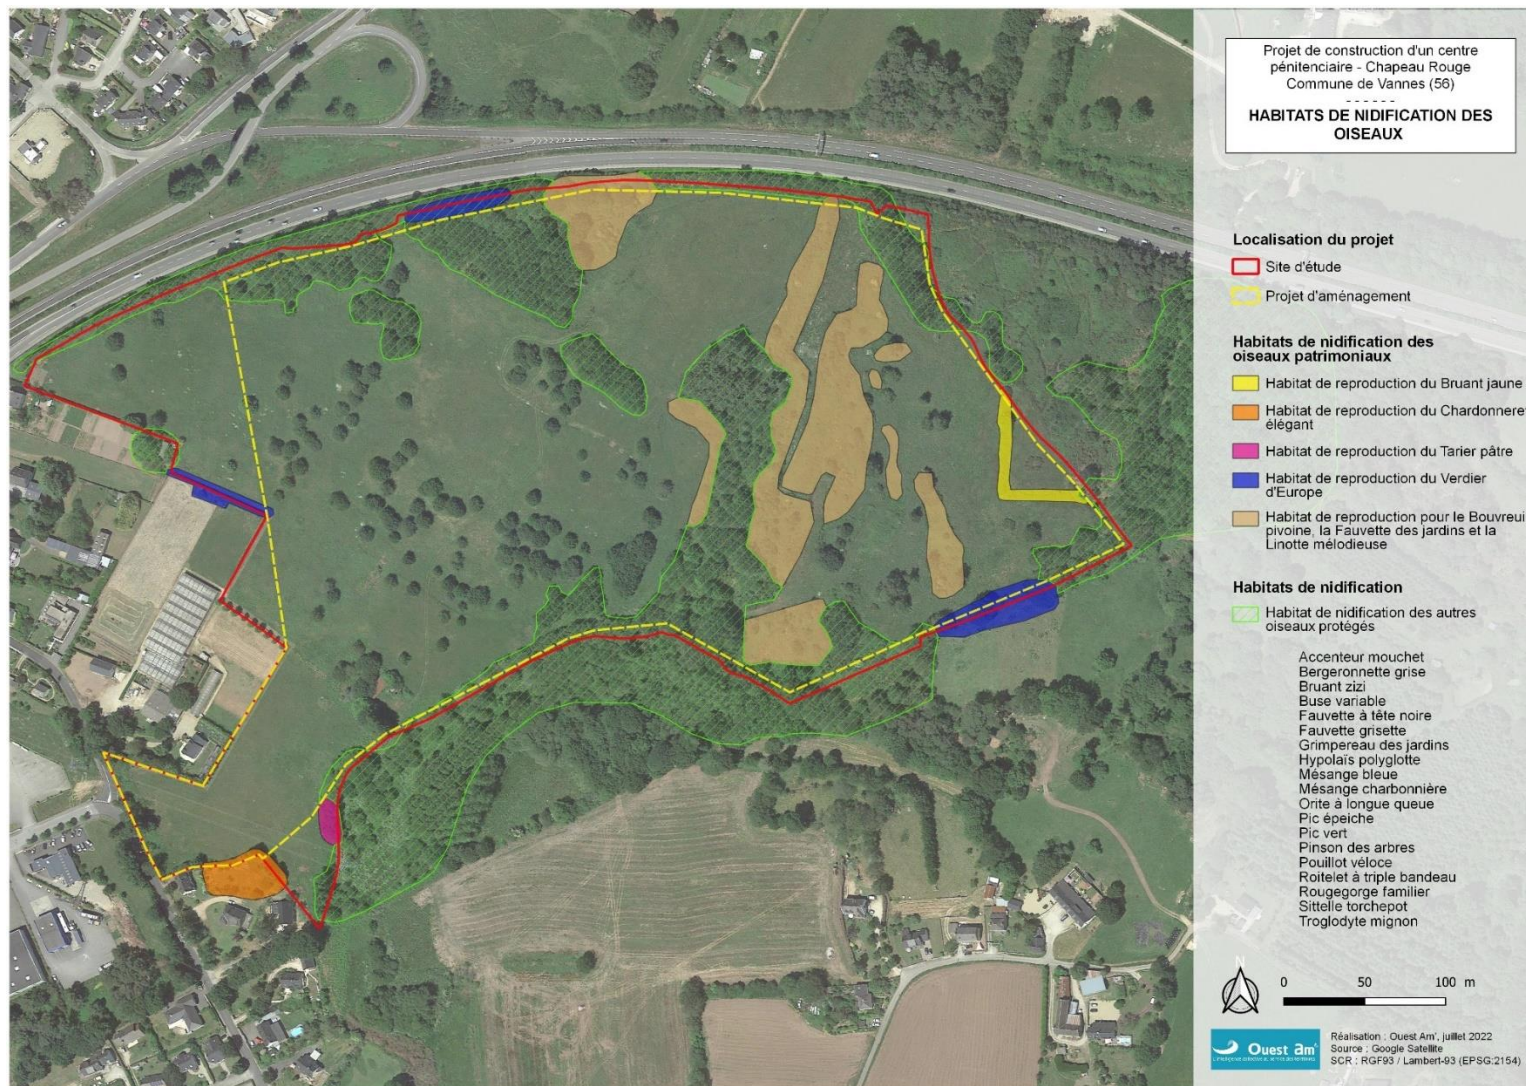 Projet de construction d'un centre
pénitenciaire - Chapeau Rouge
Commune de Vannes (56)
------
HABITATS DE NIDIFICATION DES
OISEAUX
Localisation du projet
Site d'étude
Projet d'aménagement
Habitats de nidification des
oiseaux patrimoniaux
Habitat de reproduction du Bruant jaune
Habitat de reproduction du Chardonneret
élégant
Habitat de reproduction du Tarier pâtre
Habitat de reproduction du Verdier
d'Europe
Habitat de reproduction pour le Bouvreui
pivoine, la Fauvette des jardins et la
Linotte mélodieuse
Habitats de nidification
Habitat de nidification des autres
oiseaux protégés
Accenteur mouchet
Bergeronnette grise
Bruant zizi
Buse variable
Fauvette à tête noire
Fauvette grisette
Grimpereau des jardins
Hypolaïs polyglotte
Mésange bleue
Mésange charbonnière
Orite à longue queue
Pic épeiche
Pic vert
Pinson des arbres
Pouillot véloce
Roitelet à triple bandeau
Rougegorge familier
Sittelle torchepot
Troglodyte mignon
N
0 50 100 m
Ouest am'
Réalisation : Ouest Am', juillet 2022
Source : Google Satellite
SCR : RGF93 / Lambert-93 (EPSG:2154)